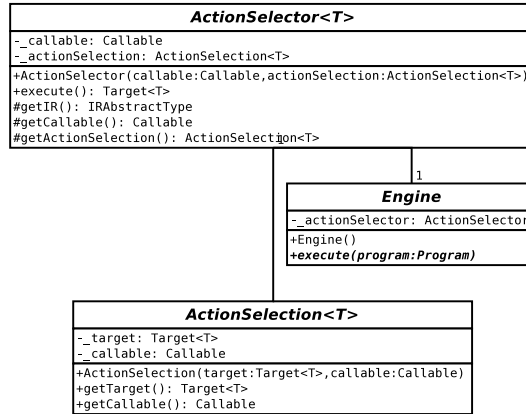 ActionSelector<T>
-_callable: Callable
-_actionSelection: ActionSelection<T>
+ActionSelector(callable:Callable,actionSelection:ActionSelection<T>)
+execute(): Target<T>
#getIR(): IRAbstractType
#getCallable(): Callable
#getActionSelection(): ActionSelection<T>
1
1
Engine
-_actionSelector: ActionSelector
+Engine()
+execute(program:Program)
ActionSelection<T>
-_target: Target<T>
-_callable: Callable
+ActionSelection(target:Target<T>,callable:Callable)
+getTarget(): Target<T>
+getCallable(): Callable